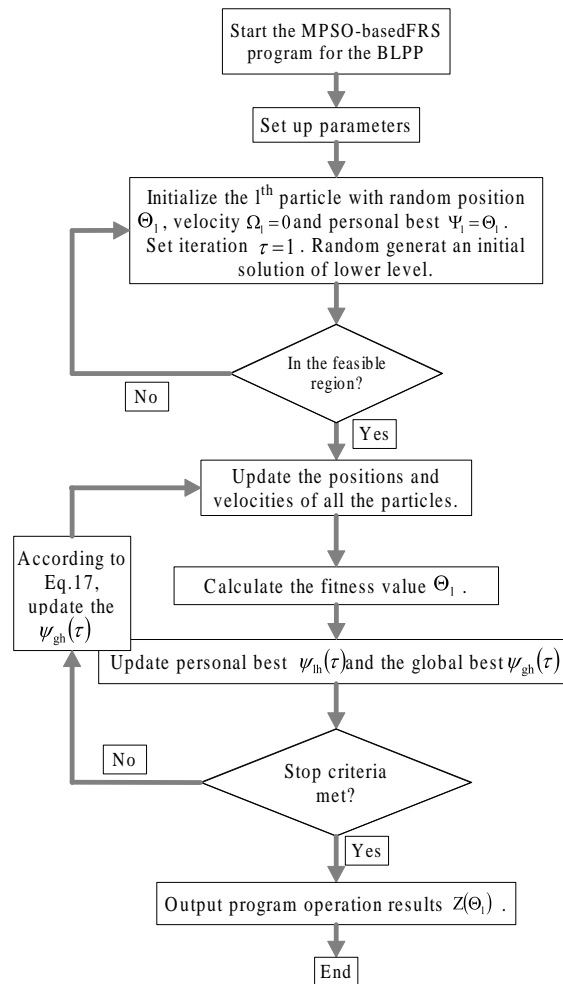 Start the MPSO-basedFRS
program for the BLPP
Set up parameters
Initialize the lth particle with random position
Θ₁ , velocity Ω₁=0 and personal best Ψ₁=Θ₁ .
Set iteration τ=1 . Random generat an initial
solution of lower level.
In the feasible
region?
No
Yes
Update the positions and
velocities of all the particles.
According to
Eq.17,
update the
ψgh(τ)
Calculate the fitness value Θ₁ .
Update personal best ψlh(τ)and the global best ψgh(τ)
No
Stop criteria
met?
Yes
Output program operation results Z(Θ₁) .
End